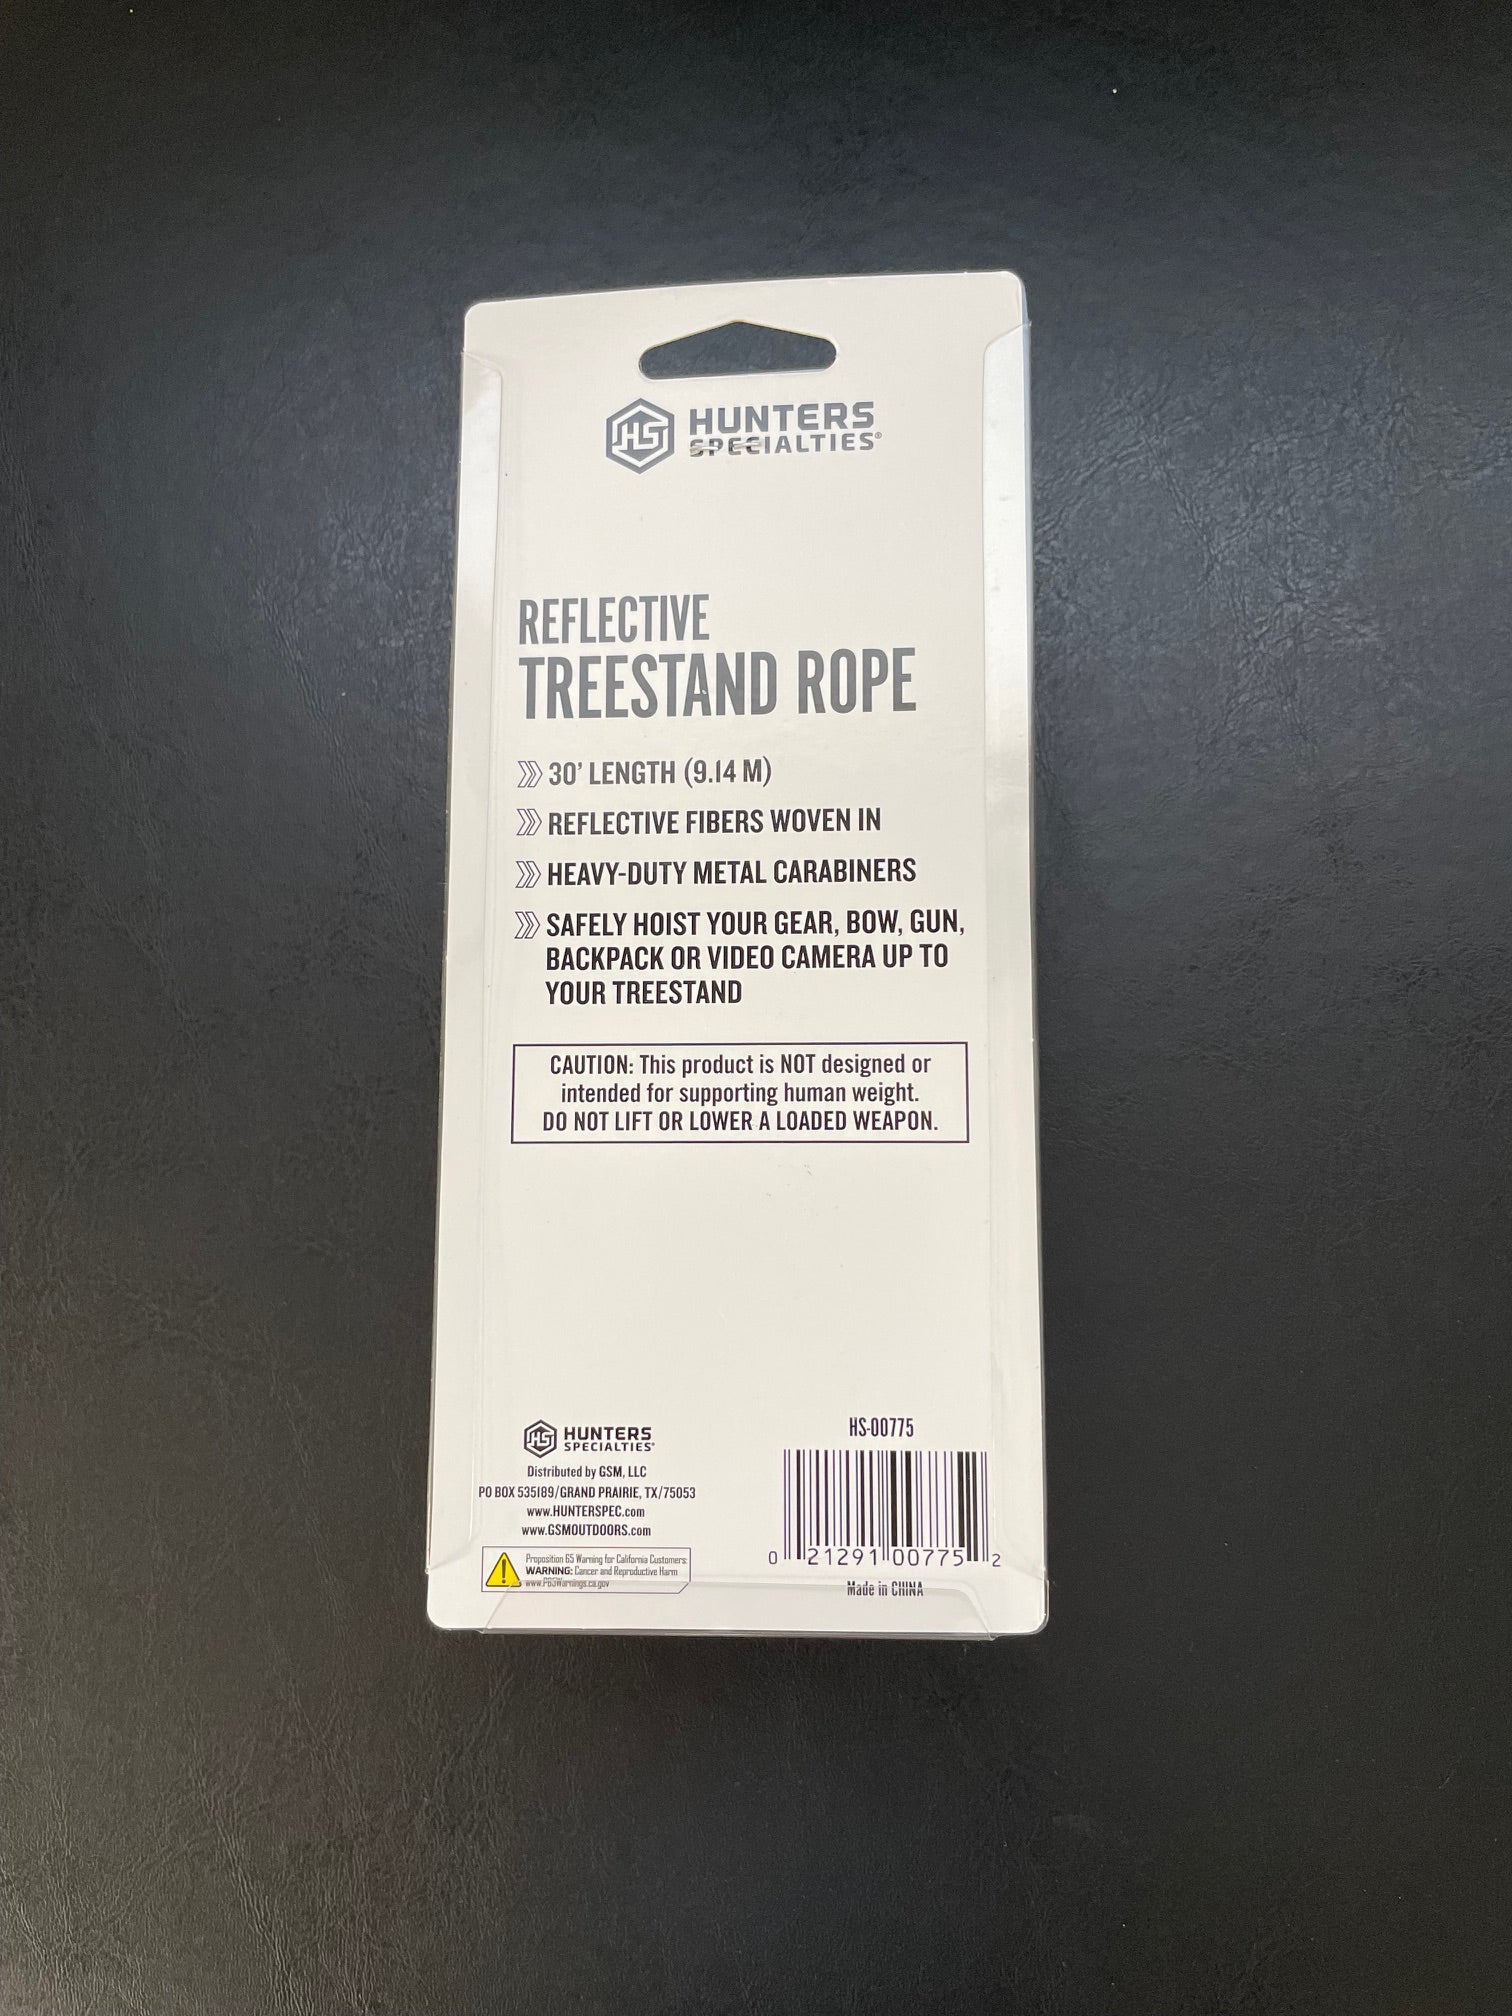 HS HUNTERS
SPECIALTIES®
REFLECTIVE
TREESTAND ROPE
30' LENGTH (9.14 M)
REFLECTIVE FIBERS WOVEN IN
HEAVY-DUTY METAL CARABINERS
SAFELY HOIST YOUR GEAR, BOW, GUN,
BACKPACK OR VIDEO CAMERA UP TO
YOUR TREESTAND
CAUTION: This product is NOT designed or
intended for supporting human weight.
DO NOT LIFT OR LOWER A LOADED WEAPON.
HS HUNTERS
SPECIALTIES®
Distributed by GSM, LLC
PO BOX 535189/GRAND PRAIRIE, TX/75053
www.HUNTERSPEC.com
www.GSMOUTDOORS.com
Proposition 65 Warning for California Customers:
WARNING: Cancer and Reproductive Harm
www.P65Warnings.ca.gov
HS-00775
0 21291 00775 2
Made in CHINA